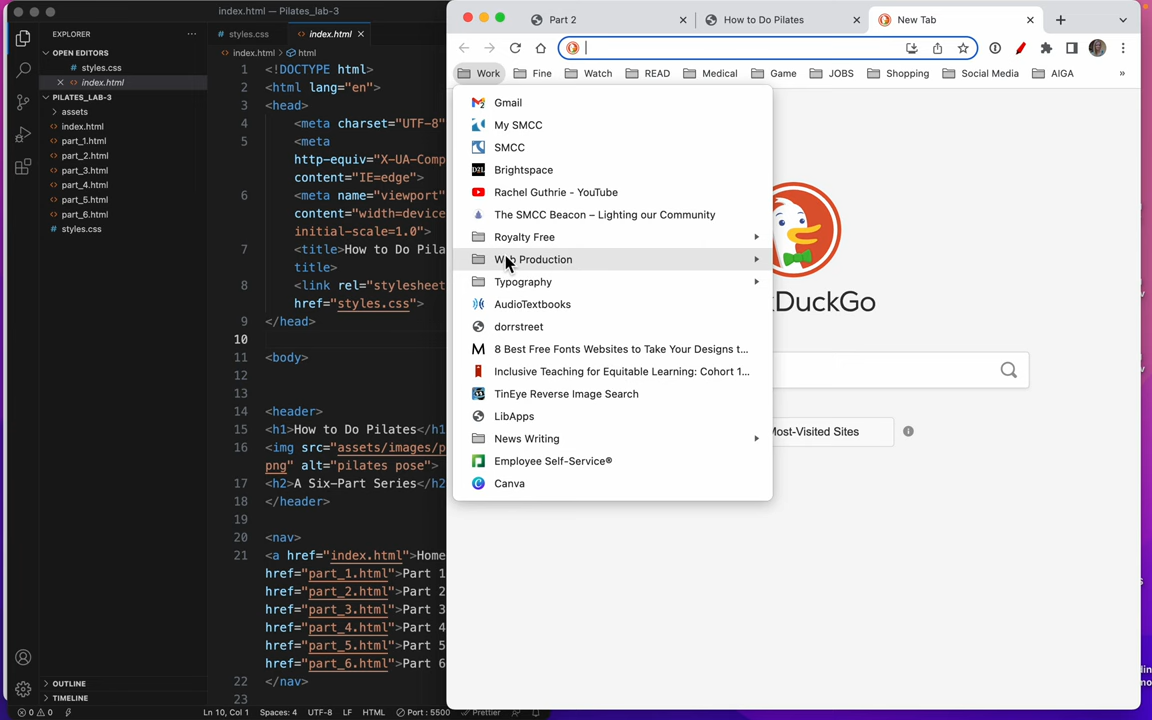 index.html — Pilates_lab-3
EXPLORER
OPEN EDITORS
styles.css
index.html
PILATES_LAB-3
assets
index.html
part_1.html
part_2.html
part_3.html
part_4.html
part_5.html
part_6.html
styles.css
OUTLINE
TIMELINE
styles.css
index.html
index.html > html
1 <!DOCTYPE html>
2 <html lang="en">
3 <head>
4 <meta charset="UTF-8"
5 <meta
http-equiv="X-UA-Comp
content="IE=edge">
6 <meta name="viewport"
content="width=device
initial-scale=1.0">
7 <title>How to Do Pila
title>
8 <link rel="stylesheet
href="styles.css">
9 </head>
10
11 <body>
12
13
14 <header>
15 <h1>How to Do Pilates</h1
16 <img src="assets/images/p
png" alt="pilates pose">
17 <h2>A Six-Part Series</h2
18 </header>
19
20 <nav>
21 <a href="index.html">Home
href="part_1.html">Part 1
href="part_2.html">Part 2
href="part_3.html">Part 3
href="part_4.html">Part 4
href="part_5.html">Part 5
href="part_6.html">Part 6
22 </nav>
23
0 0
Ln 10, Col 1 Spaces: 4 UTF-8 LF HTML Port : 5500 Prettier
Part 2
How to Do Pilates
New Tab
Work Fine Watch READ Medical Game JOBS Shopping Social Media AIGA »
Gmail
My SMCC
SMCC
Brightspace
Rachel Guthrie - YouTube
The SMCC Beacon – Lighting our Community
Royalty Free
Web Production
Typography
AudioTextbooks
dorrstreet
8 Best Free Fonts Websites to Take Your Designs t...
Inclusive Teaching for Equitable Learning: Cohort 1...
TinEye Reverse Image Search
LibApps
News Writing
Employee Self-Service®
Canva
DuckGo
Most-Visited Sites